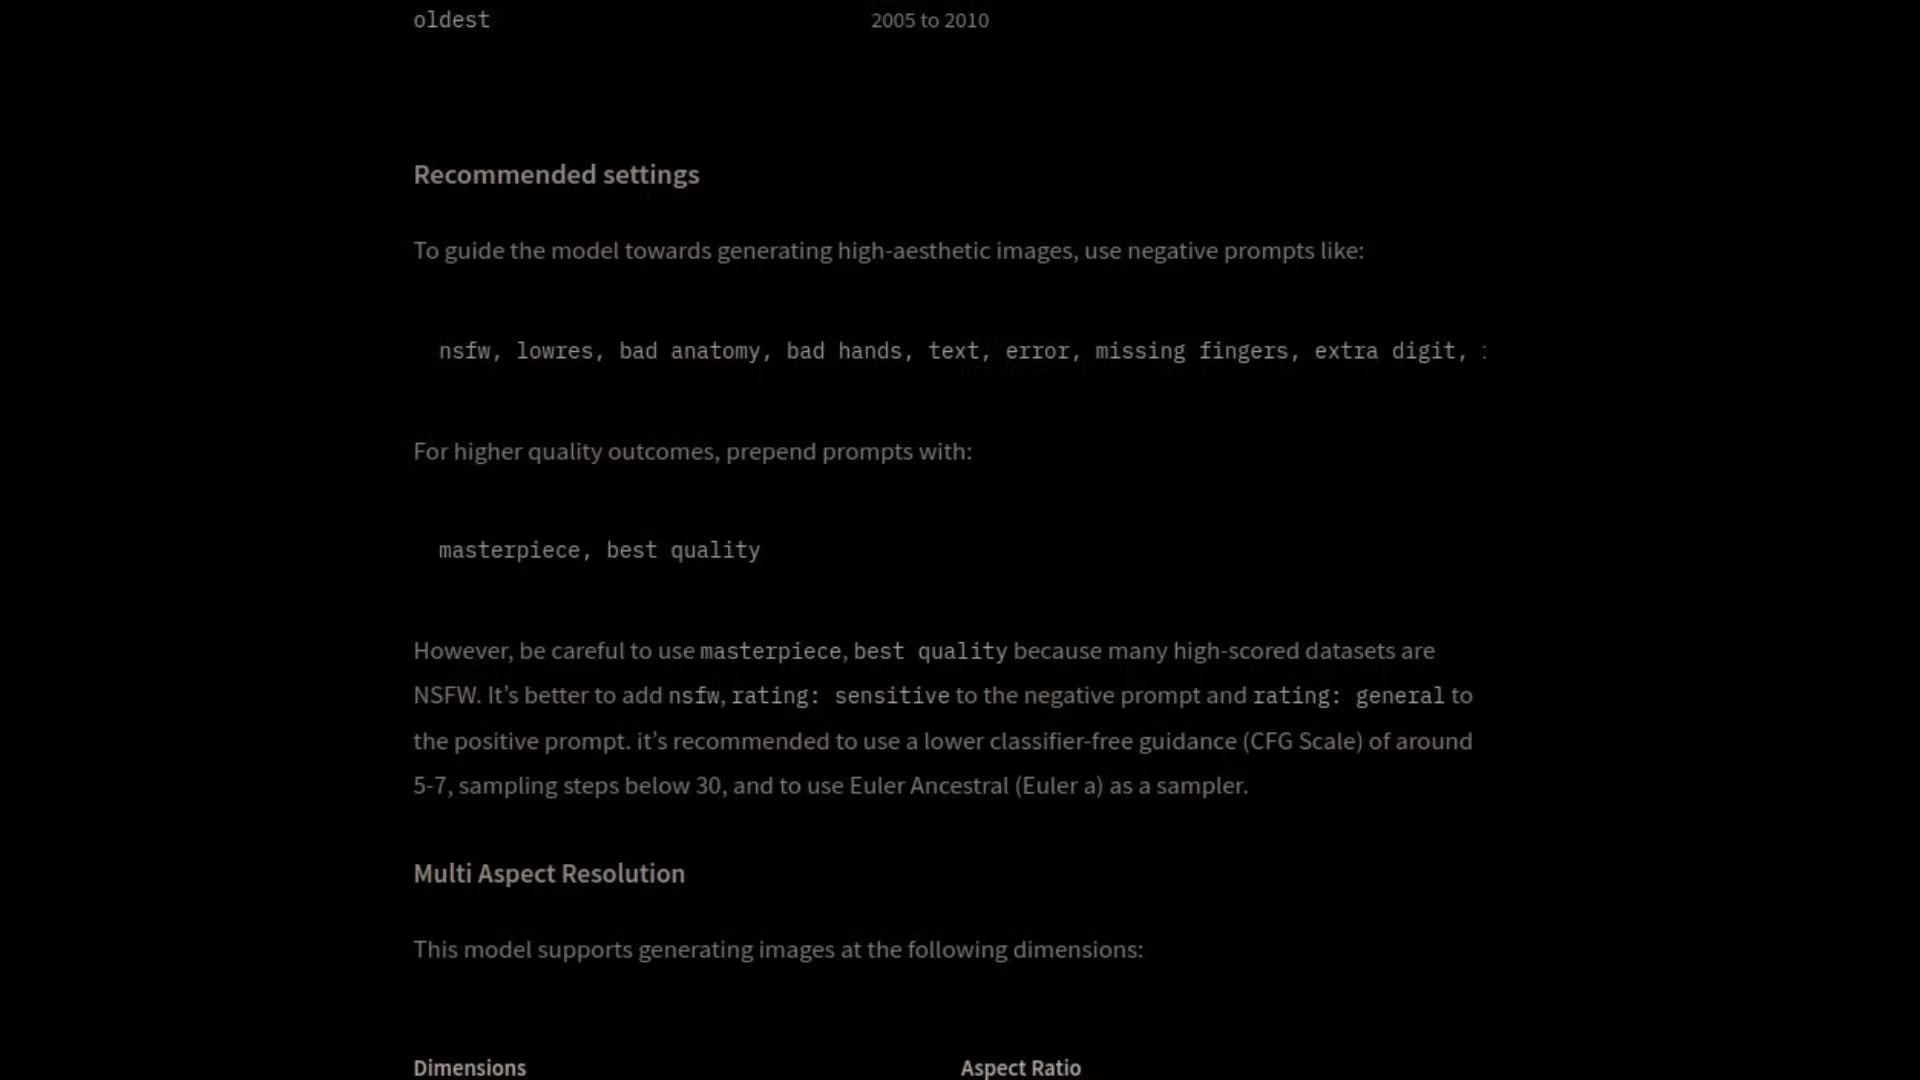 oldest 2005 to 2010
Recommended settings
To guide the model towards generating high-aesthetic images, use negative prompts like:
nsfw, lowres, bad anatomy, bad hands, text, error, missing fingers, extra digit,
For higher quality outcomes, prepend prompts with:
masterpiece, best quality
However, be careful to use masterpiece, best quality because many high-scored datasets are
NSFW. It’s better to add nsfw, rating: sensitive to the negative prompt and rating: general to
the positive prompt. it’s recommended to use a lower classifier-free guidance (CFG Scale) of around
5-7, sampling steps below 30, and to use Euler Ancestral (Euler a) as a sampler.
Multi Aspect Resolution
This model supports generating images at the following dimensions:
Dimensions Aspect Ratio